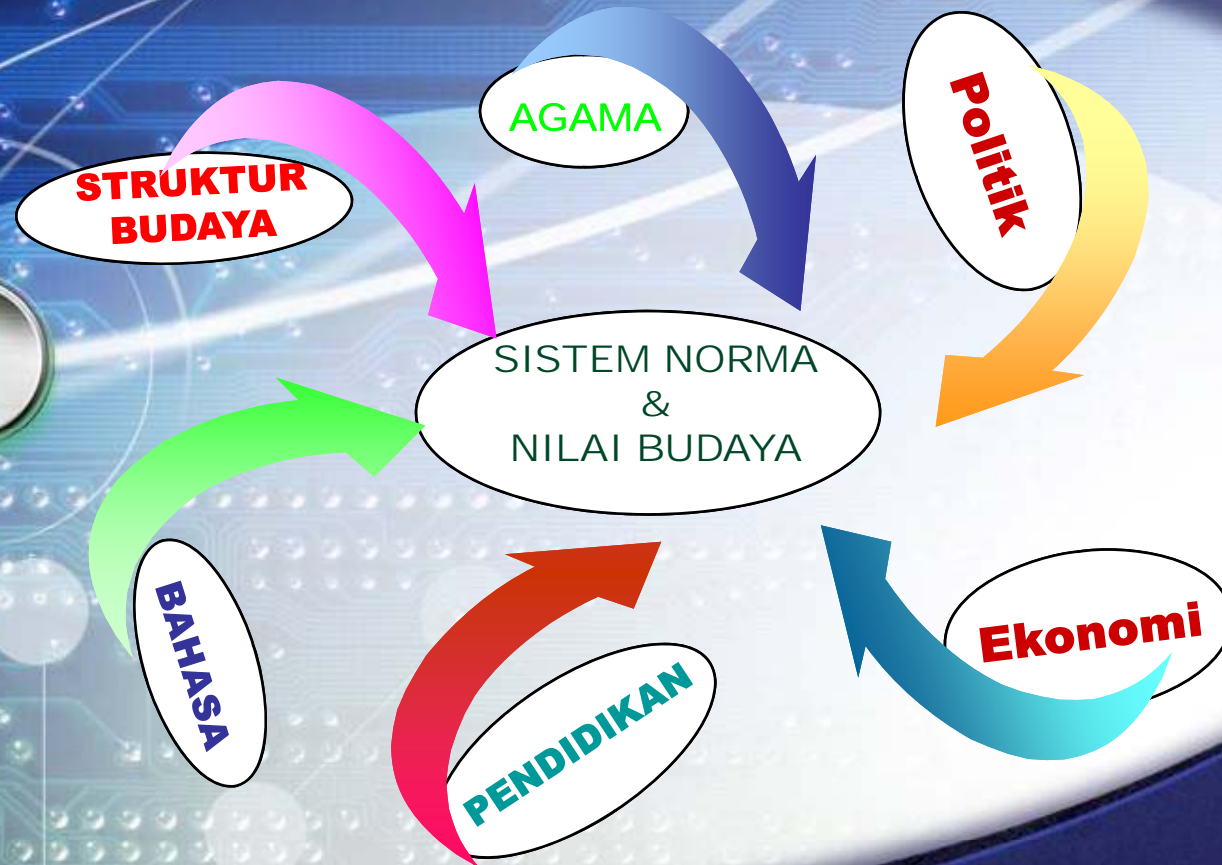 STRUKTUR
BUDAYA
AGAMA
Politik
SISTEM NORMA
&
NILAI BUDAYA
BAHASA
PENDIDIKAN
Ekonomi